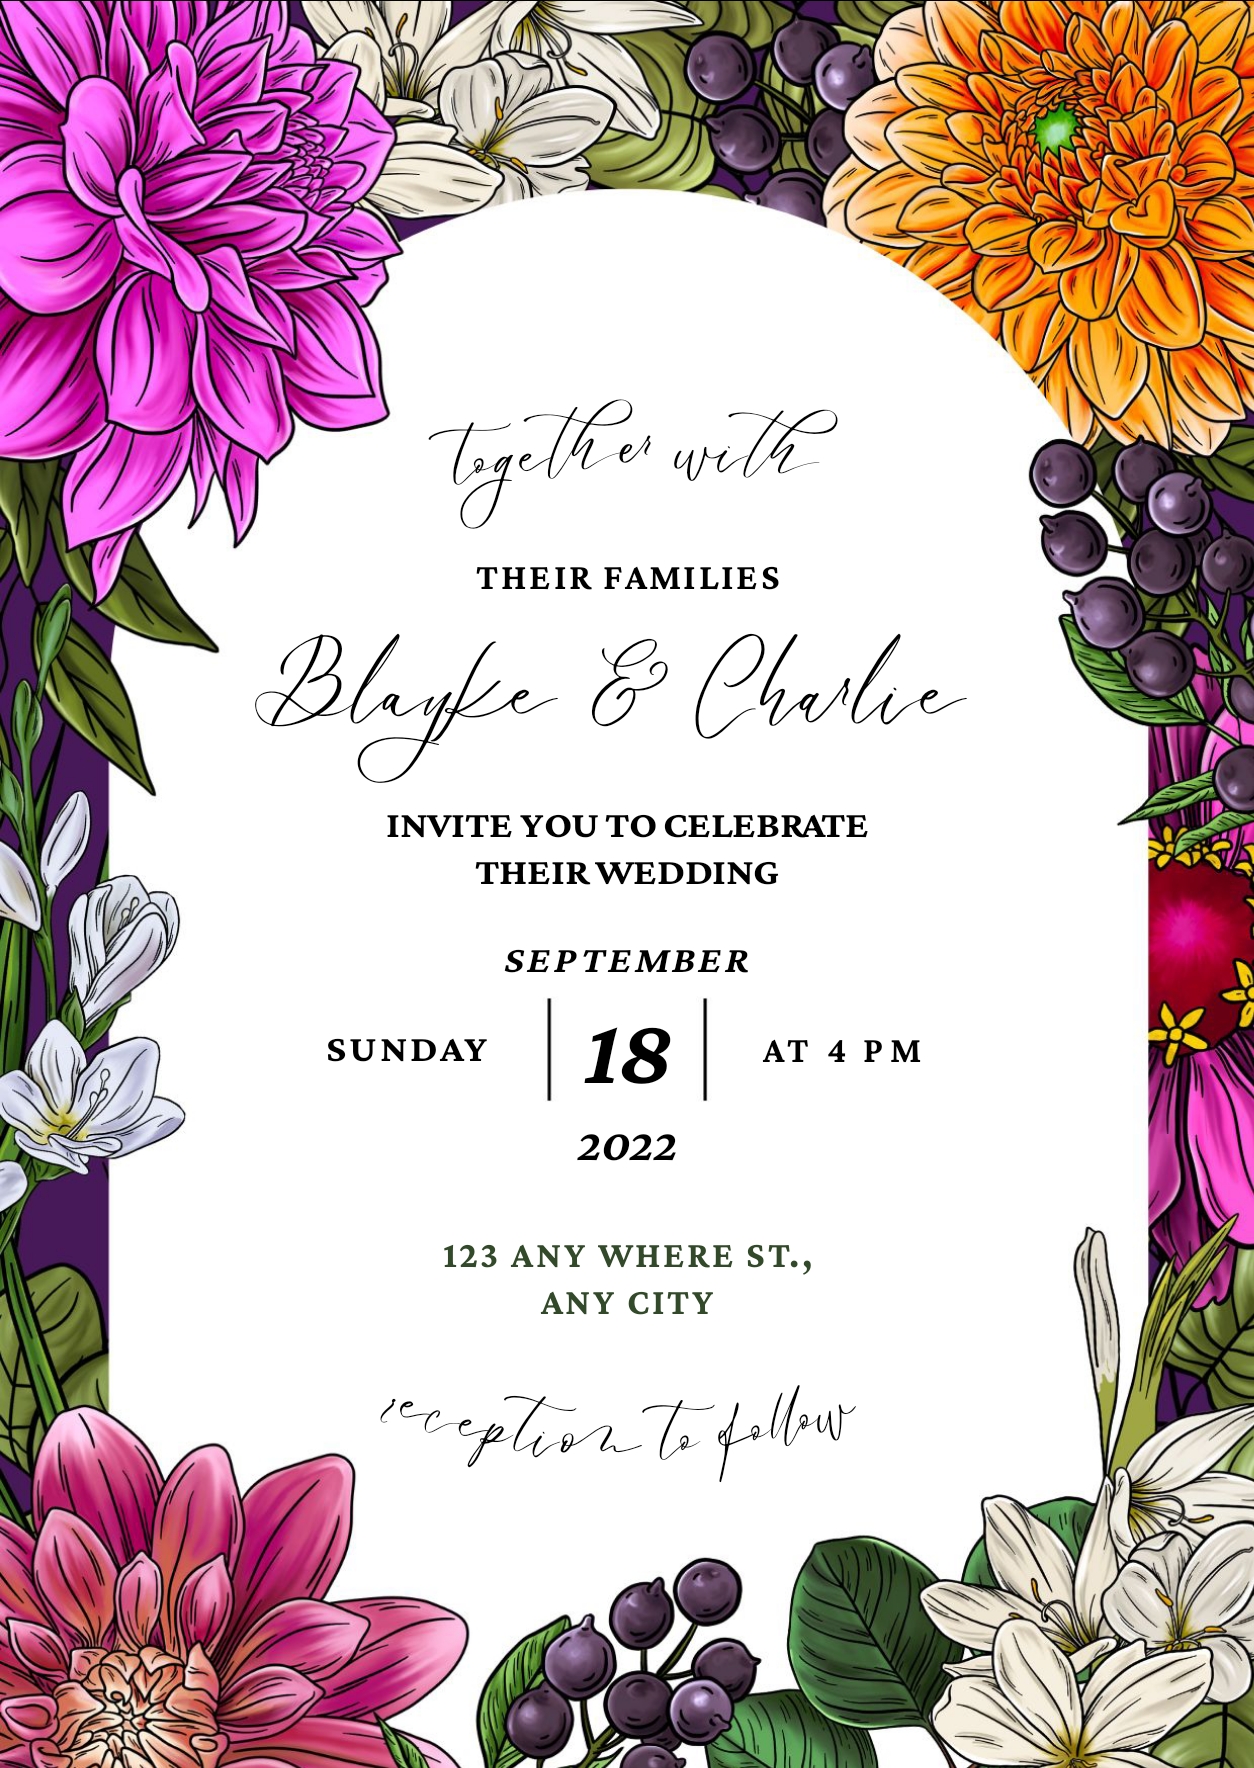 together with
THEIR FAMILIES
Blayke & Charlie
INVITE YOU TO CELEBRATE
THEIR WEDDING
SEPTEMBER
SUNDAY 18 AT 4 PM
2022
123 ANY WHERE ST.,
ANY CITY
reception to follow